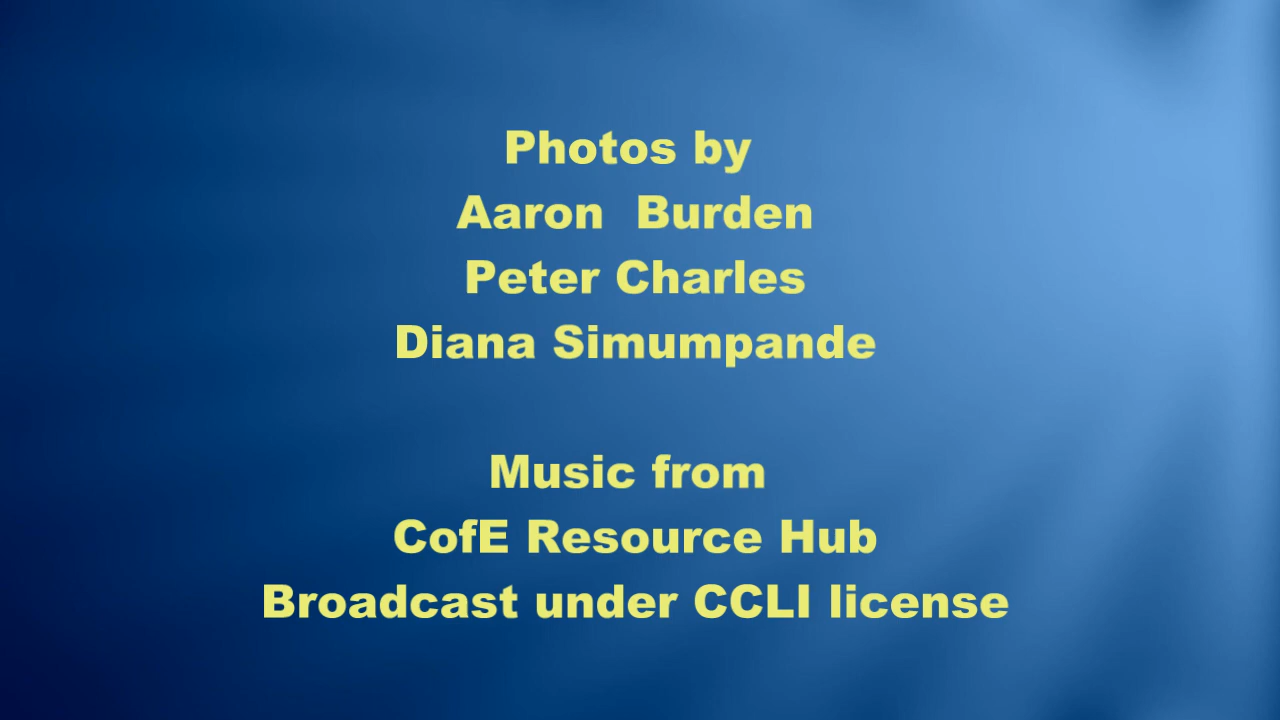 Photos by
Aaron  Burden
Peter Charles
Diana Simumpande
Music from
CofE Resource Hub
Broadcast under CCLI license